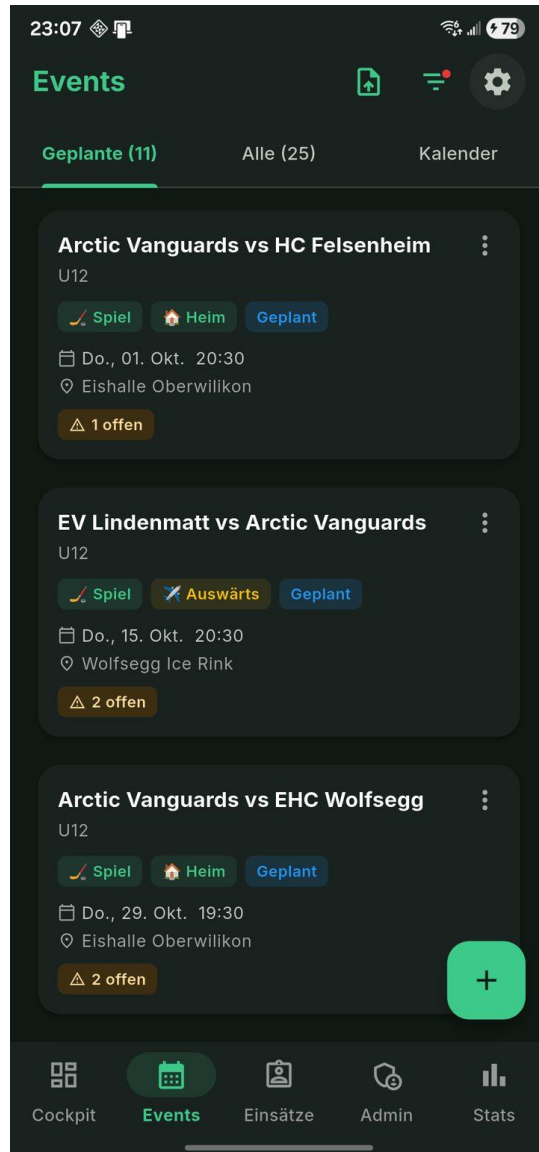 23:07
79
Events
Geplante (11) Alle (25) Kalender
Arctic Vanguards vs HC Felsenheim
U12
Spiel Heim Geplant
Do., 01. Okt. 20:30
Eishalle Oberwilikon
1 offen
EV Lindenmatt vs Arctic Vanguards
U12
Spiel Auswärts Geplant
Do., 15. Okt. 20:30
Wolfsegg Ice Rink
2 offen
Arctic Vanguards vs EHC Wolfsegg
U12
Spiel Heim Geplant
Do., 29. Okt. 19:30
Eishalle Oberwilikon
2 offen
+
Cockpit Events Einsätze Admin Stats